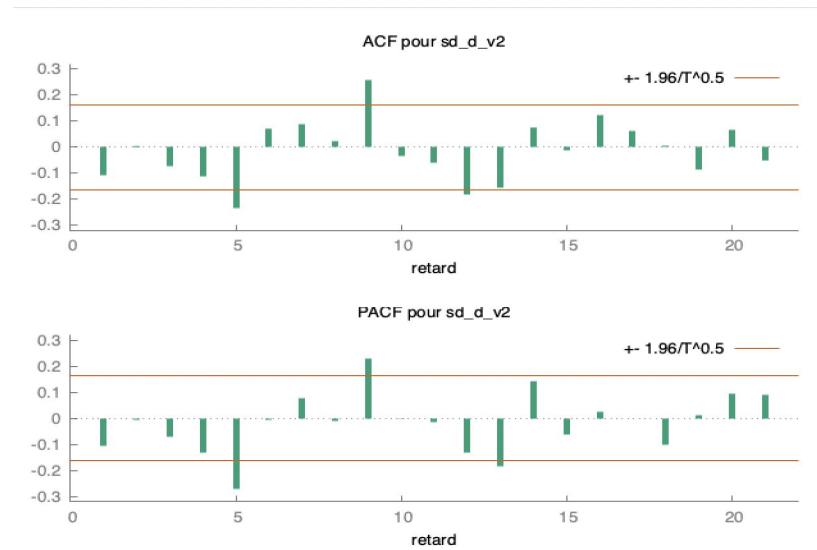 ACF pour sd_d_v2
+- 1.96/T^0.5
0.3
0.2
0.1
0
-0.1
-0.2
-0.3
0 5 10 15 20
retard
PACF pour sd_d_v2
+- 1.96/T^0.5
0.3
0.2
0.1
0
-0.1
-0.2
-0.3
0 5 10 15 20
retard